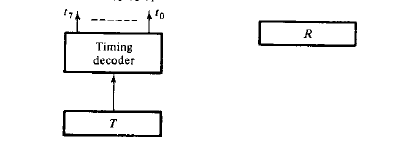 t7 ------ t0
R
Timing
decoder
T